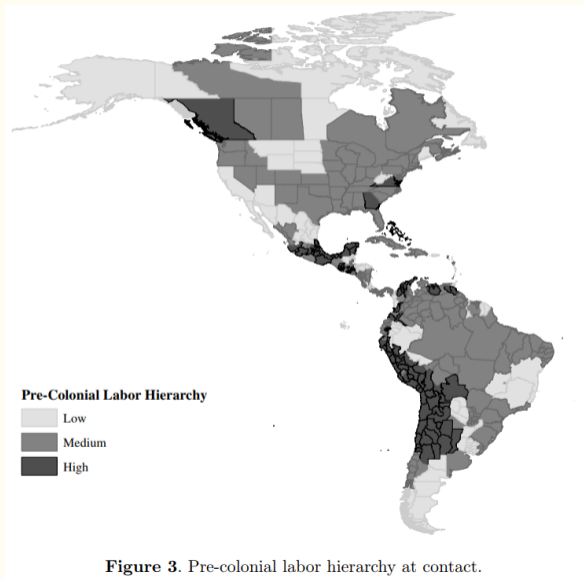 Pre-Colonial Labor Hierarchy
Low
Medium
High
Figure 3. Pre-colonial labor hierarchy at contact.